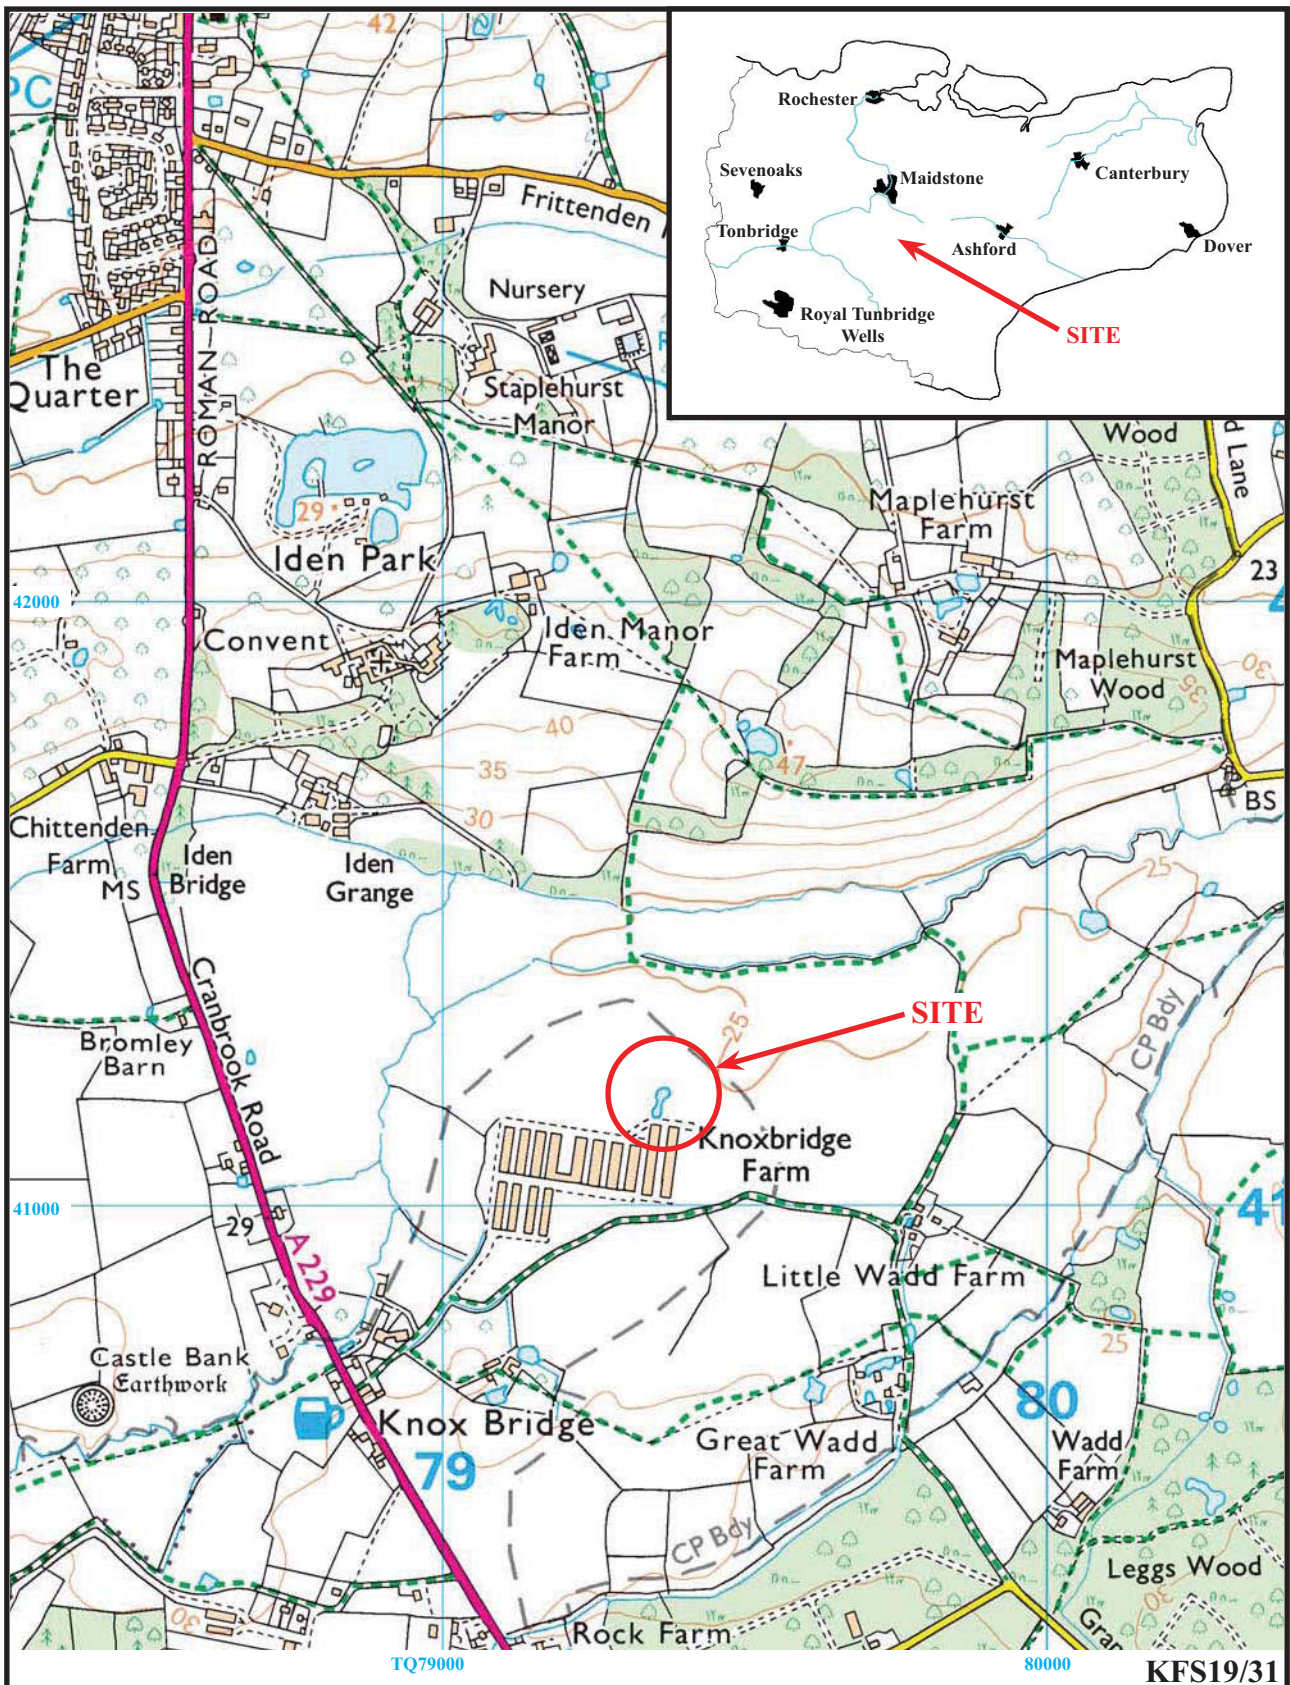 42
PC
Rochester
Sevenoaks
Maidstone
Canterbury
Tonbridge
Ashford
Dover
Royal Tunbridge
Wells
SITE
Frittenden
Nursery
ROMAN ROAD
The
Quarter
Staplehurst
Manor
29
Iden Park
Wood
d Lane
Maplehurst
Farm
23
42000
Convent
Iden Manor
Farm
Maplehurst
Wood
30
35
40
47
35
30
BS
Chittenden
Farm
MS
Iden
Bridge
Iden
Grange
25
Cranbrook Road
SITE
25
CP Bdy
Bromley
Barn
Knoxbridge
Farm
41000
29
41
A 229
Little Wadd Farm
25
Castle Bank
Earthwork
80
Knox Bridge
Great Wadd
Farm
Wadd
Farm
79
CP Bdy
Leggs Wood
30
30
Rock Farm
Gran
TQ79000
80000
KFS19/31